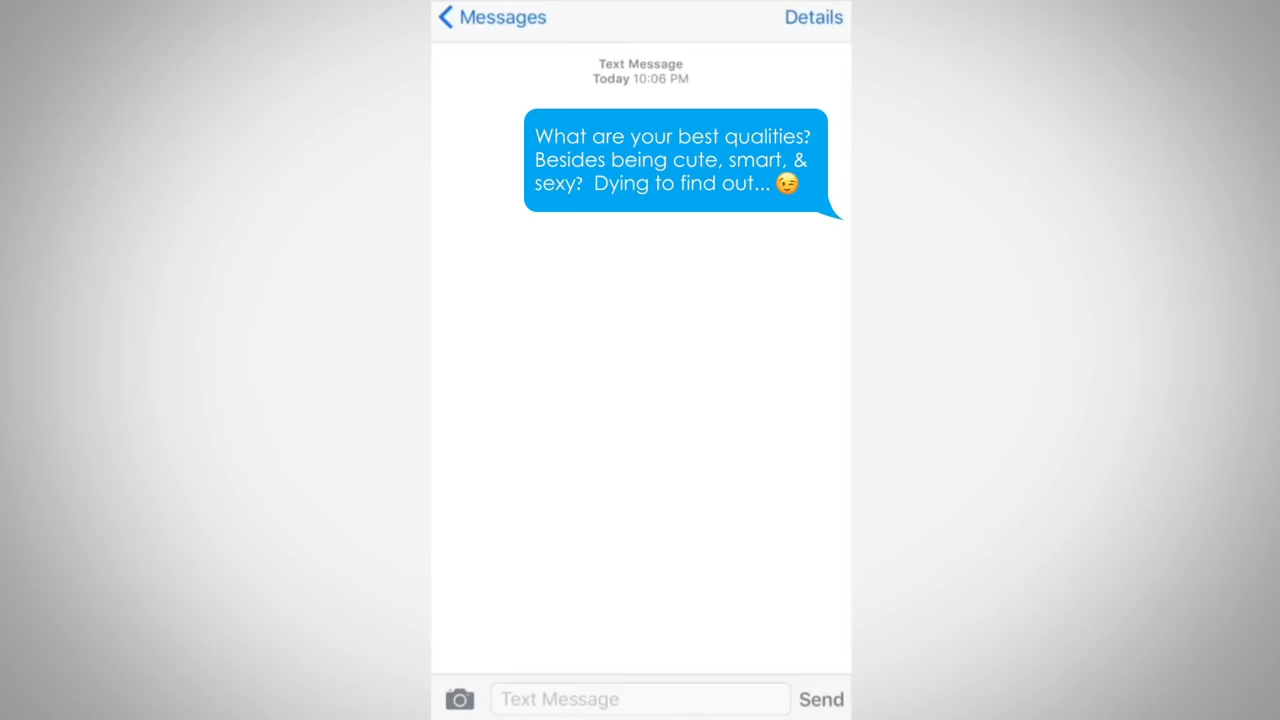 Messages
Details
Text Message
Today 10:06 PM
What are your best qualities?
Besides being cute, smart, &
sexy?  Dying to find out... 😉
Text Message
Send